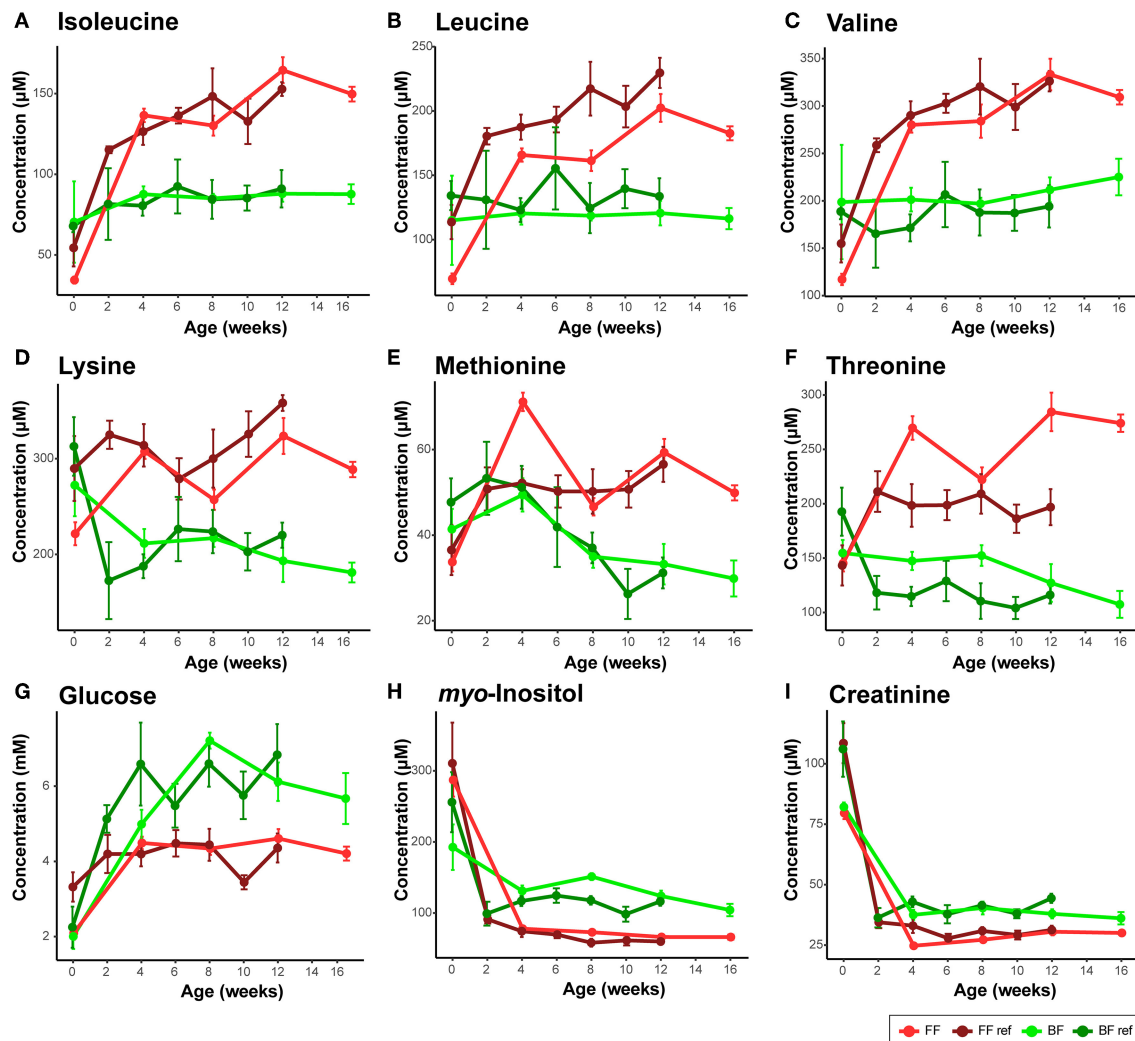 A Isoleucine
Concentration (µM)
150
100
50
0 2 4 6 8 10 12 14 16
Age (weeks)
B Leucine
Concentration (µM)
250
200
150
100
0 2 4 6 8 10 12 14 16
Age (weeks)
C Valine
Concentration (µM)
350
300
250
200
150
100
0 2 4 6 8 10 12 14 16
Age (weeks)
D Lysine
Concentration (µM)
300
200
0 2 4 6 8 10 12 14 16
Age (weeks)
E Methionine
Concentration (µM)
60
40
20
0 2 4 6 8 10 12 14 16
Age (weeks)
F Threonine
Concentration (µM)
300
250
200
150
100
0 2 4 6 8 10 12 14 16
Age (weeks)
G Glucose
Concentration (mM)
6
4
2
0 2 4 6 8 10 12 14 16
Age (weeks)
H myo-Inositol
Concentration (µM)
300
200
100
0 2 4 6 8 10 12 14 16
Age (weeks)
I Creatinine
Concentration (µM)
100
75
50
25
0 2 4 6 8 10 12 14 16
Age (weeks)
FF FF ref BF BF ref